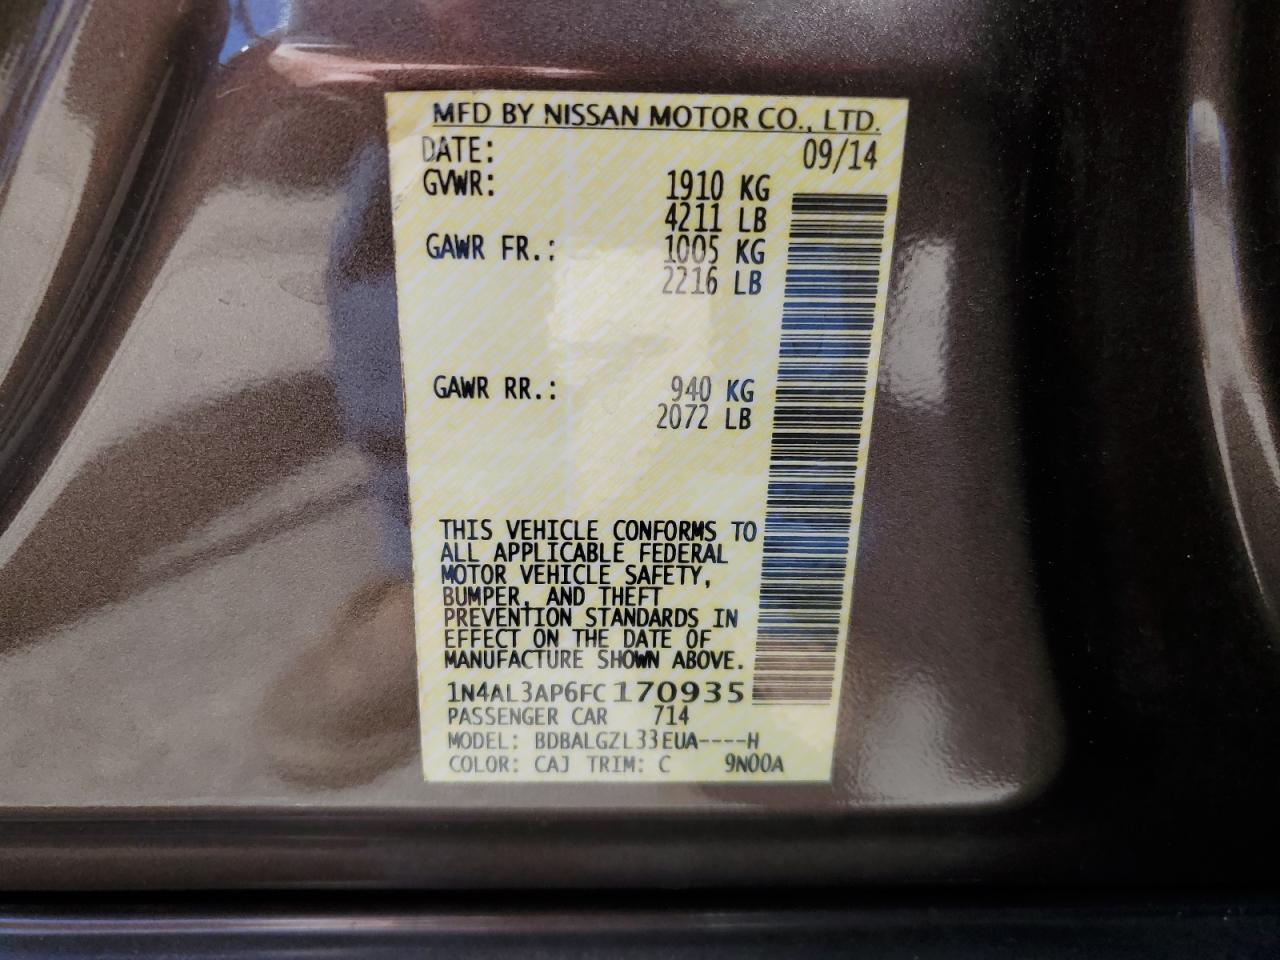 MFD BY NISSAN MOTOR CO., LTD.
DATE: 09/14
GVWR: 1910 KG
4211 LB
GAWR FR.: 1005 KG
2216 LB
GAWR RR.: 940 KG
2072 LB
THIS VEHICLE CONFORMS TO
ALL APPLICABLE FEDERAL
MOTOR VEHICLE SAFETY,
BUMPER, AND THEFT
PREVENTION STANDARDS IN
EFFECT ON THE DATE OF
MANUFACTURE SHOWN ABOVE.
1N4AL3AP6FC170935
PASSENGER CAR 714
MODEL: BDBALGZL33EUA----H
COLOR: CAJ TRIM: C 9N00A